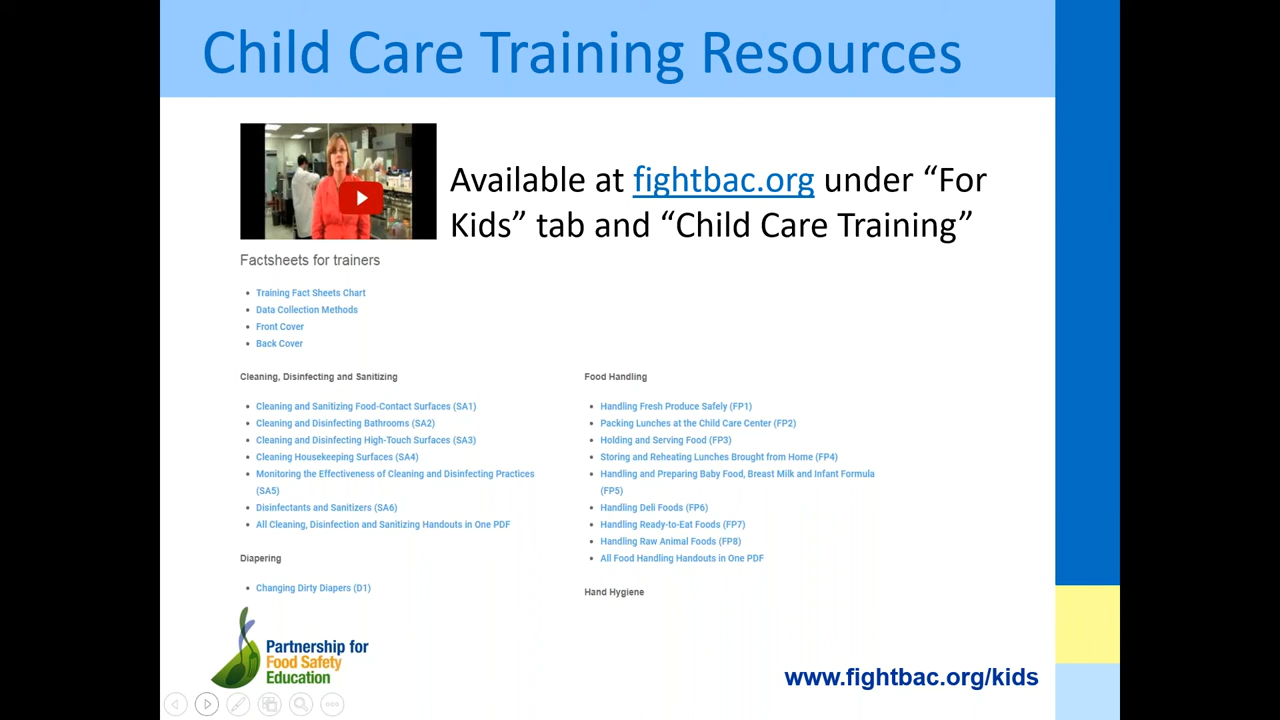 Child Care Training Resources
Available at fightbac.org under “For
Kids” tab and “Child Care Training”
Factsheets for trainers
• Training Fact Sheets Chart
• Data Collection Methods
• Front Cover
• Back Cover
Cleaning, Disinfecting and Sanitizing
• Cleaning and Sanitizing Food-Contact Surfaces (SA1)
• Cleaning and Disinfecting Bathrooms (SA2)
• Cleaning and Disinfecting High-Touch Surfaces (SA3)
• Cleaning Housekeeping Surfaces (SA4)
• Monitoring the Effectiveness of Cleaning and Disinfecting Practices
(SA5)
• Disinfectants and Sanitizers (SA6)
• All Cleaning, Disinfection and Sanitizing Handouts in One PDF
Diapering
• Changing Dirty Diapers (D1)
Food Handling
• Handling Fresh Produce Safely (FP1)
• Packing Lunches at the Child Care Center (FP2)
• Holding and Serving Food (FP3)
• Storing and Reheating Lunches Brought from Home (FP4)
• Handling and Preparing Baby Food, Breast Milk and Infant Formula
(FP5)
• Handling Deli Foods (FP6)
• Handling Ready-to-Eat Foods (FP7)
• Handling Raw Animal Foods (FP8)
• All Food Handling Handouts in One PDF
Hand Hygiene
Partnership for
Food Safety
Education
www.fightbac.org/kids